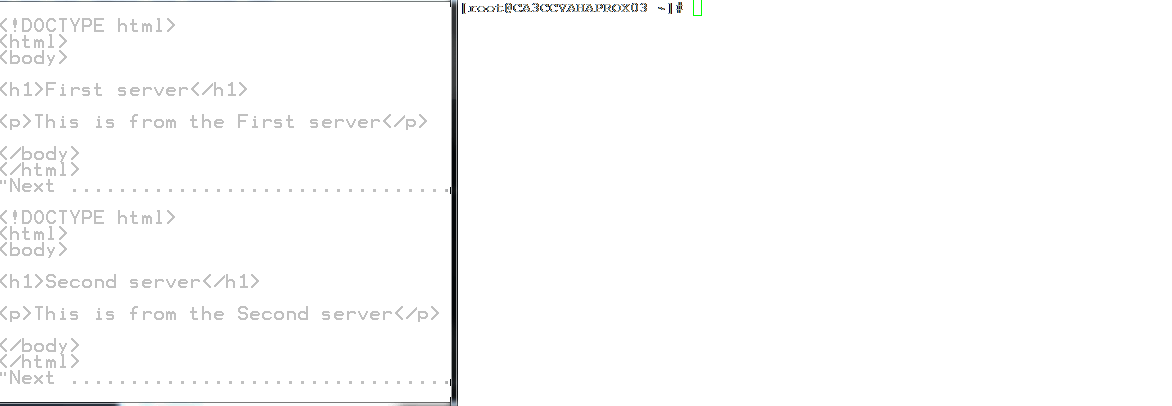 <!DOCTYPE html>
<html>
<body>
<h1>First server</h1>
<p>This is from the First server</p>
</body>
</html>
"Next ................................
<!DOCTYPE html>
<html>
<body>
<h1>Second server</h1>
<p>This is from the Second server</p>
</body>
</html>
"Next ................................
[root@CA3CCVAHAPROX03 ~]#